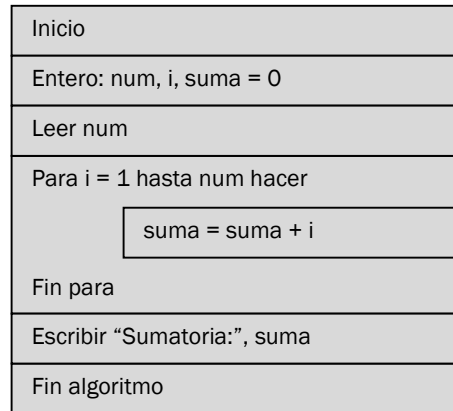 Inicio
Entero: num, i, suma = 0
Leer num
Para i = 1 hasta num hacer
suma = suma + i
Fin para
Escribir “Sumatoria:”, suma
Fin algoritmo